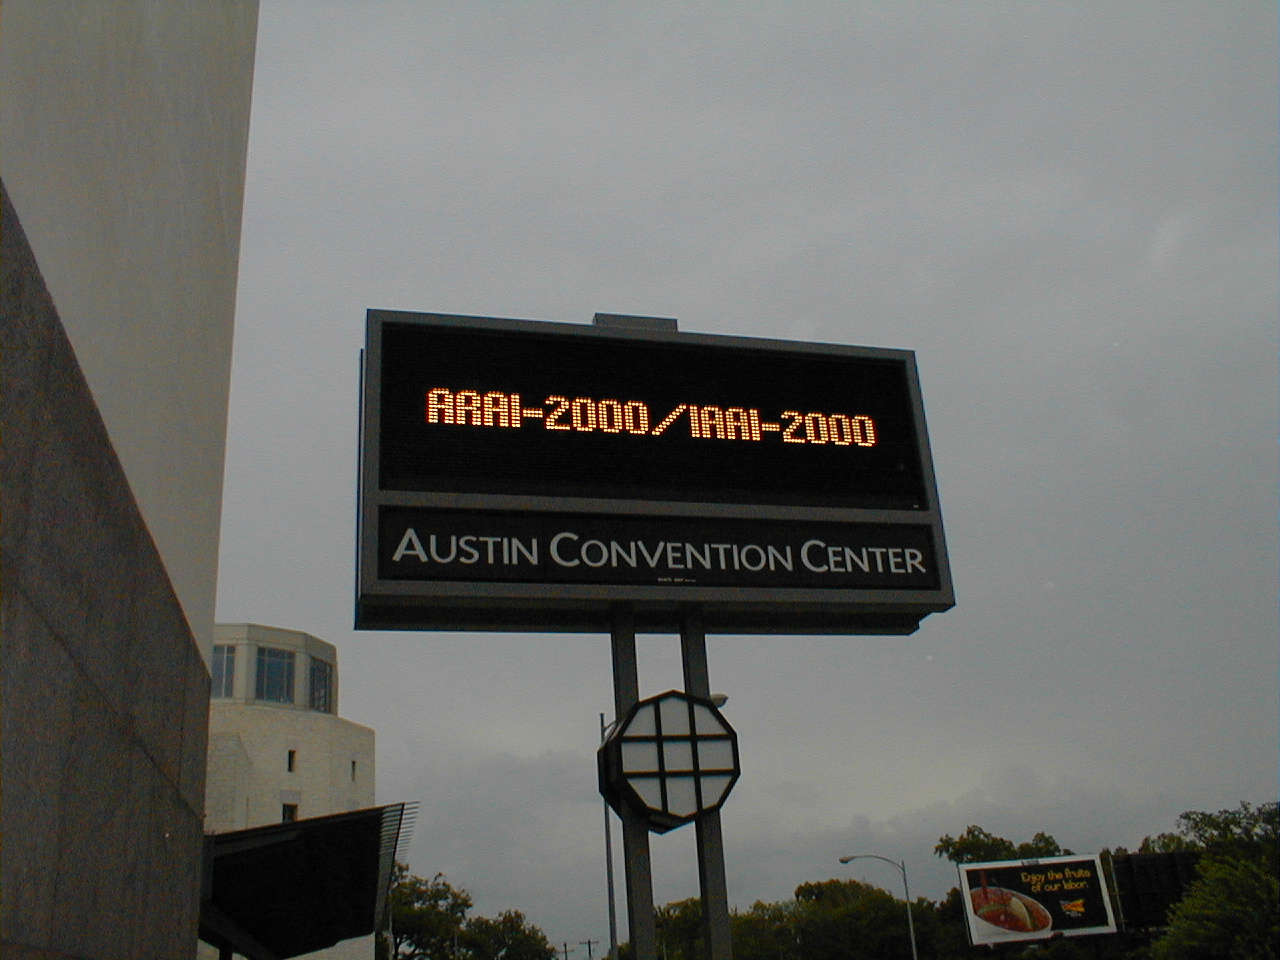 AAAI-2000/IAAI-2000
AUSTIN CONVENTION CENTER
Enjoy the fruits
of our labor.